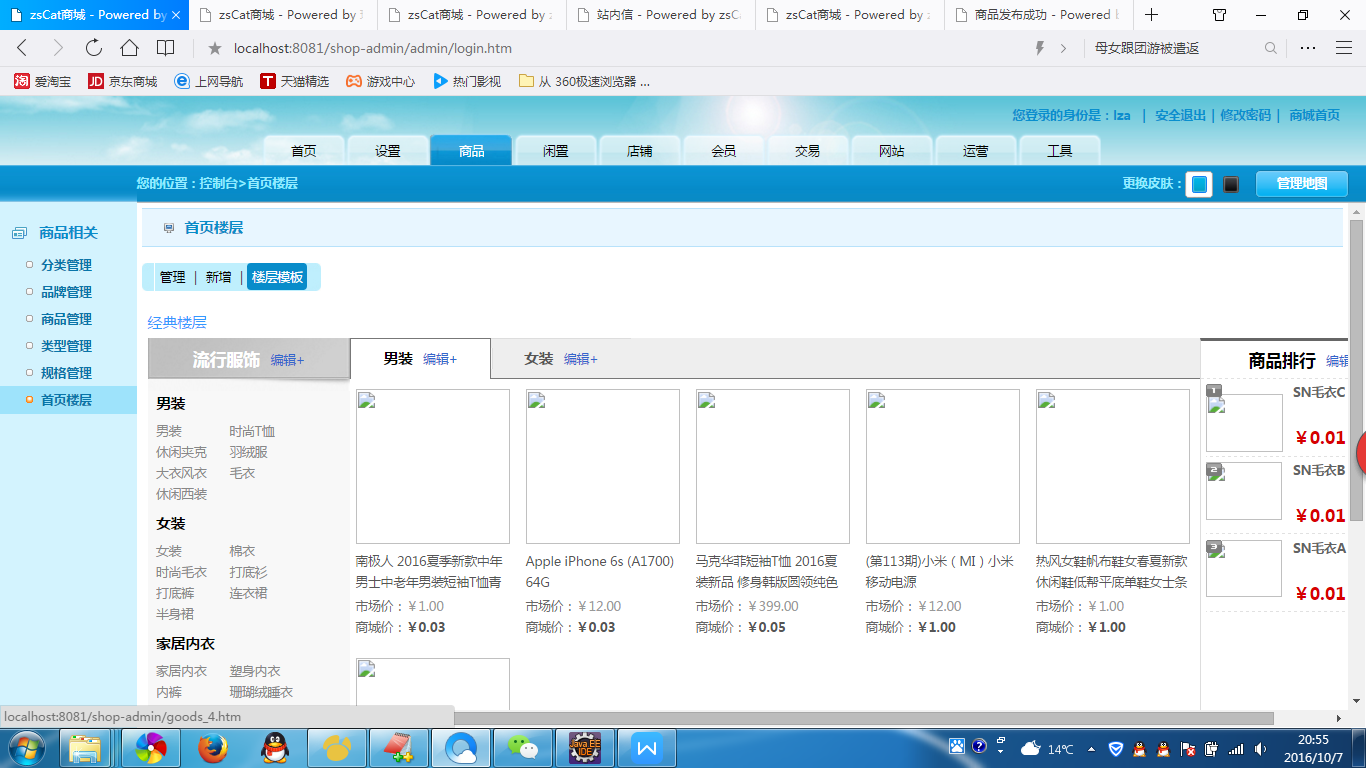 zsCat商城 - Powered by
zsCat商城 - Powered by
zsCat商城 - Powered by
站内信 - Powered by zsC
zsCat商城 - Powered by
商品发布成功 - Powered
localhost:8081/shop-admin/admin/login.htm
母女跟团游被遣返
爱淘宝 京东商城 上网导航 天猫精选 游戏中心 热门影视 从 360极速浏览器 ...
您登录的身份是：lza | 安全退出 | 修改密码 | 商城首页
首页 设置 商品 闲置 店铺 会员 交易 网站 运营 工具
您的位置：控制台>首页楼层
更换皮肤：
管理地图
商品相关
分类管理
品牌管理
商品管理
类型管理
规格管理
首页楼层
首页楼层
管理 | 新增 | 楼层模板
经典楼层
流行服饰 编辑+
男装 编辑+
女装 编辑+
商品排行 编辑
男装
男装 时尚T恤
休闲夹克 羽绒服
大衣风衣 毛衣
休闲西装
女装
女装 棉衣
时尚毛衣 打底衫
打底裤 连衣裙
半身裙
家居内衣
家居内衣 塑身内衣
内裤 珊瑚绒睡衣
南极人 2016夏季新款中年
男士中老年男装短袖T恤青
市场价：￥1.00
商城价：￥0.03
Apple iPhone 6s (A1700)
64G
市场价：￥12.00
商城价：￥0.03
马克华菲短袖T恤 2016夏
装新品 修身韩版圆领纯色
市场价：￥399.00
商城价：￥0.05
(第113期)小米（MI）小米
移动电源
市场价：￥12.00
商城价：￥1.00
热风女鞋帆布鞋女春夏新款
休闲鞋低帮平底单鞋女士条
市场价：￥1.00
商城价：￥1.00
1
SN毛衣C
￥0.01
2
SN毛衣B
￥0.01
3
SN毛衣A
￥0.01
localhost:8081/shop-admin/goods_4.htm
Java EE
IDE
14℃
20:55
2016/10/7